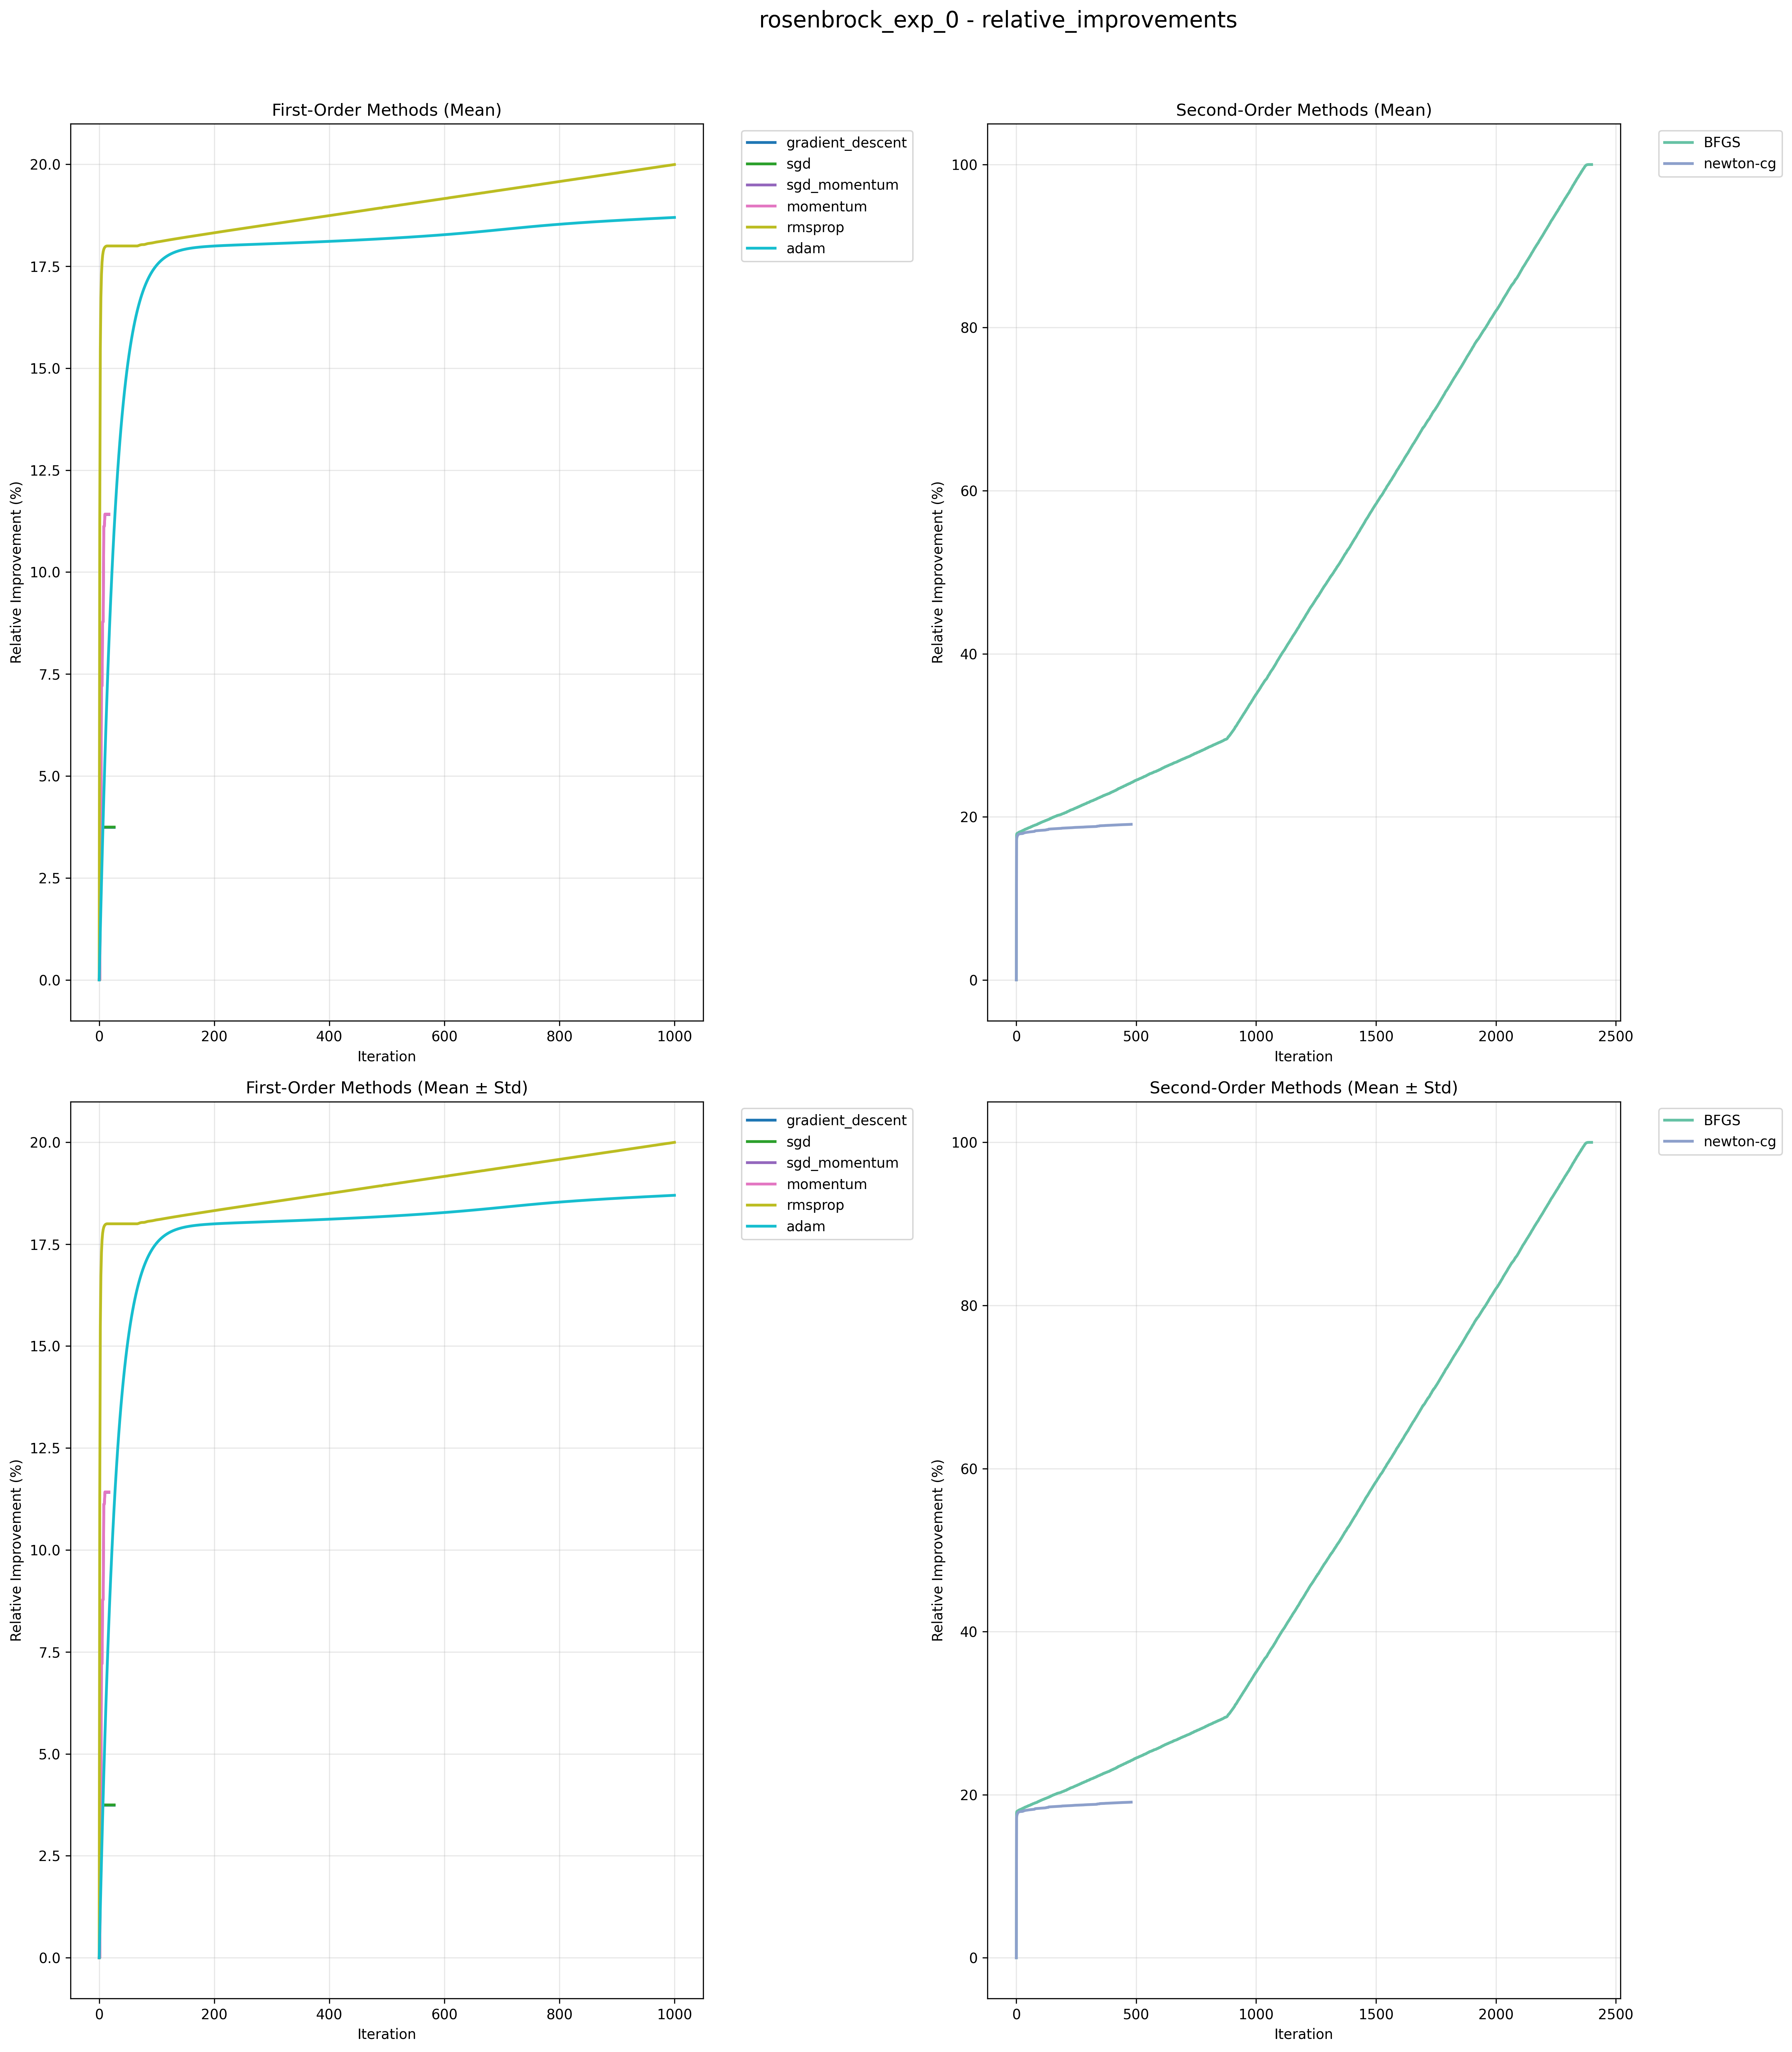 rosenbrock_exp_0 - relative_improvements
First-Order Methods (Mean)
20.0
17.5
15.0
12.5
10.0
7.5
5.0
2.5
0.0
Relative Improvement (%)
0 200 400 600 800 1000
Iteration
gradient_descent
sgd
sgd_momentum
momentum
rmsprop
adam
Second-Order Methods (Mean)
100
80
60
40
20
0
Relative Improvement (%)
0 500 1000 1500 2000 2500
Iteration
BFGS
newton-cg
First-Order Methods (Mean ± Std)
20.0
17.5
15.0
12.5
10.0
7.5
5.0
2.5
0.0
Relative Improvement (%)
0 200 400 600 800 1000
Iteration
gradient_descent
sgd
sgd_momentum
momentum
rmsprop
adam
Second-Order Methods (Mean ± Std)
100
80
60
40
20
0
Relative Improvement (%)
0 500 1000 1500 2000 2500
Iteration
BFGS
newton-cg